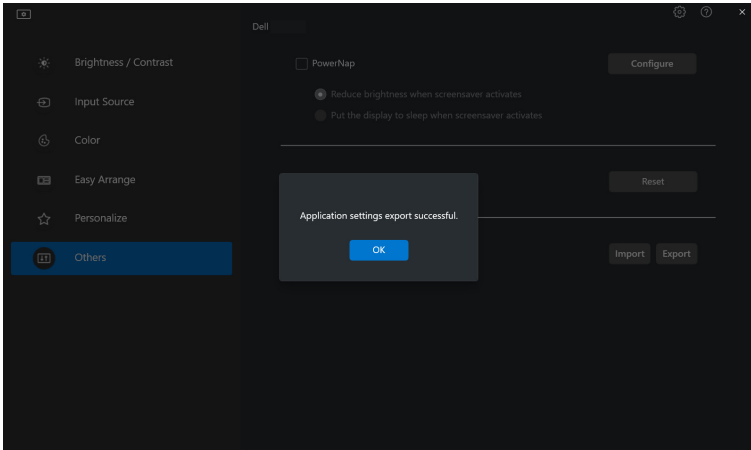 Dell
Brightness / Contrast
Input Source
Color
Easy Arrange
Personalize
Others
PowerNap
Configure
Reduce brightness when screensaver activates
Put the display to sleep when screensaver activates
Reset
Application settings export successful.
OK
Import Export